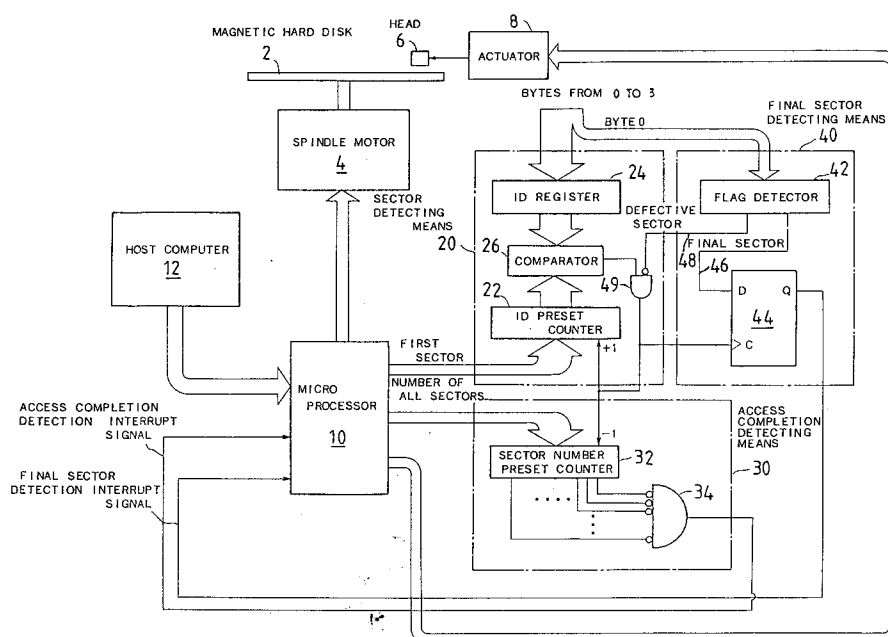 HEAD
6
8
ACTUATOR
MAGNETIC HARD DISK
2
BYTES FROM 0 TO 3
BYTE 0
FINAL SECTOR
DETECTING MEANS
40
SPINDLE MOTOR
4
SECTOR
DETECTING
MEANS
24
ID REGISTER
42
FLAG DETECTOR
DEFECTIVE
SECTOR
FINAL SECTOR
48
46
20
26
COMPARATOR
49
HOST COMPUTER
12
22
ID PRESET
COUNTER
D
Q
44
C
+1
FIRST
SECTOR
NUMBER OF
ALL SECTORS
MICRO
PROCESSOR
10
ACCESS COMPLETION
DETECTION INTERRUPT
SIGNAL
ACCESS
COMPLETION
DETECTING
MEANS
-1
30
SECTOR NUMBER
PRESET COUNTER
32
34
FINAL SECTOR
DETECTION INTERRUPT
SIGNAL